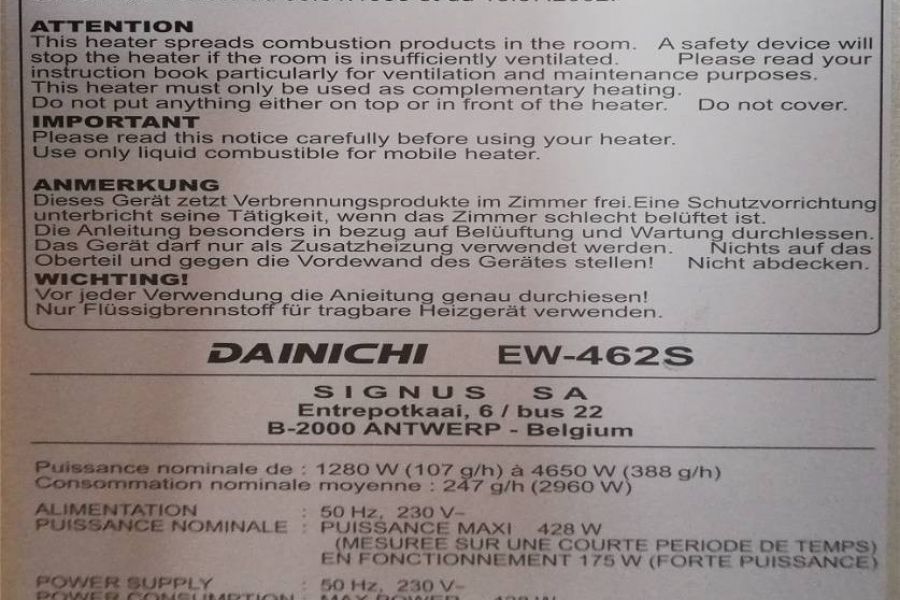 ATTENTION
This heater spreads combustion products in the room. A safety device will
stop the heater if the room is insufficiently ventilated. Please read your
instruction book particularly for ventilation and maintenance purposes.
This heater must only be used as complementary heating.
Do not put anything either on top or in front of the heater. Do not cover.
IMPORTANT
Please read this notice carefully before using your heater.
Use only liquid combustible for mobile heater.
ANMERKUNG
Dieses Gerät zetzt Verbrennungsprodukte im Zimmer frei.Eine Schutzvorrichtung
unterbricht seine Tätigkeit, wenn das Zimmer schlecht belüftet ist.
Die Anleitung besonders in bezug auf Belüuftung und Wartung durchlessen.
Das Gerät darf nur als Zusatzheizung verwendet werden. Nichts auf das
Oberteil und gegen die Vordewand des Gerätes stellen! Nicht abdecken.
WICHTING!
Vor jeder Verwendung die Anieitung genau durchiesen!
Nur Flüssigbrennstoff für tragbare Heizgerät verwenden.
DAINICHI EW-462S
SIGNUS SA
Entrepotkaai, 6 / bus 22
B-2000 ANTWERP - Belgium
Puissance nominale de : 1280 W (107 g/h) à 4650 W (388 g/h)
Consommation nominale moyenne : 247 g/h (2960 W)
ALIMENTATION : 50 Hz, 230 V~
PUISSANCE NOMINALE : PUISSANCE MAXI 428 W
(MESUREE SUR UNE COURTE PERIODE DE TEMPS)
EN FONCTIONNEMENT 175 W (FORTE PUISSANCE)
POWER SUPPLY : 50 Hz, 230 V~
POWER CONSUMPTION : MAX POWER 428 W